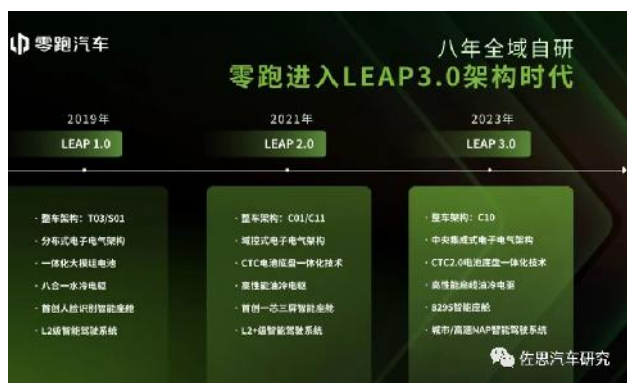 零跑汽车
八年全域自研
零跑进入LEAP3.0架构时代
2019年
LEAP 1.0
· 整车架构：T03/S01
· 分布式电子电气架构
· 一体化大模组电池
· 八合一水冷电驱
· 首创人脸识别智能座舱
· L2级智能驾驶系统
2021年
LEAP 2.0
· 整车架构：C01/C11
· 域控式电子电气架构
· CTC电池底盘一体化技术
· 高性能油冷电驱
· 首创一芯三屏智能座舱
· L2+级智能驾驶系统
2023年
LEAP 3.0
· 整车架构：C10
· 中央集成式电子电气架构
· CTC2.0电池底盘一体化技术
· 高性能扁线油冷电驱
· 8295智能座舱
· 城市/高速NAP智能驾驶系统
佐思汽车研究